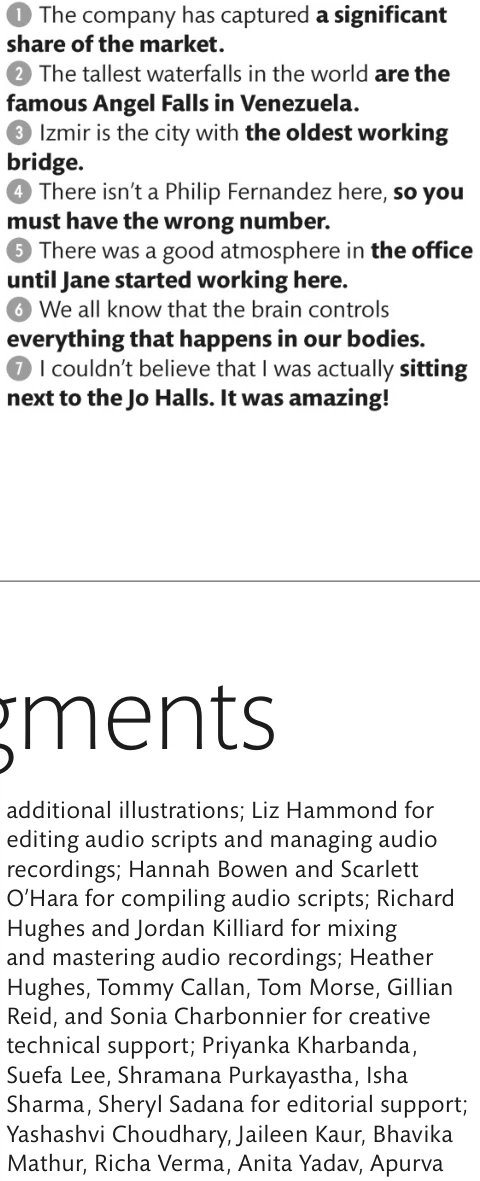 1 The company has captured a significant
share of the market.
2 The tallest waterfalls in the world are the
famous Angel Falls in Venezuela.
3 Izmir is the city with the oldest working
bridge.
4 There isn’t a Philip Fernandez here, so you
must have the wrong number.
5 There was a good atmosphere in the office
until Jane started working here.
6 We all know that the brain controls
everything that happens in our bodies.
7 I couldn’t believe that I was actually sitting
next to the Jo Halls. It was amazing!
gments
additional illustrations; Liz Hammond for
editing audio scripts and managing audio
recordings; Hannah Bowen and Scarlett
O’Hara for compiling audio scripts; Richard
Hughes and Jordan Killiard for mixing
and mastering audio recordings; Heather
Hughes, Tommy Callan, Tom Morse, Gillian
Reid, and Sonia Charbonnier for creative
technical support; Priyanka Kharbanda,
Suefa Lee, Shramana Purkayastha, Isha
Sharma, Sheryl Sadana for editorial support;
Yashashvi Choudhary, Jaileen Kaur, Bhavika
Mathur, Richa Verma, Anita Yadav, Apurva